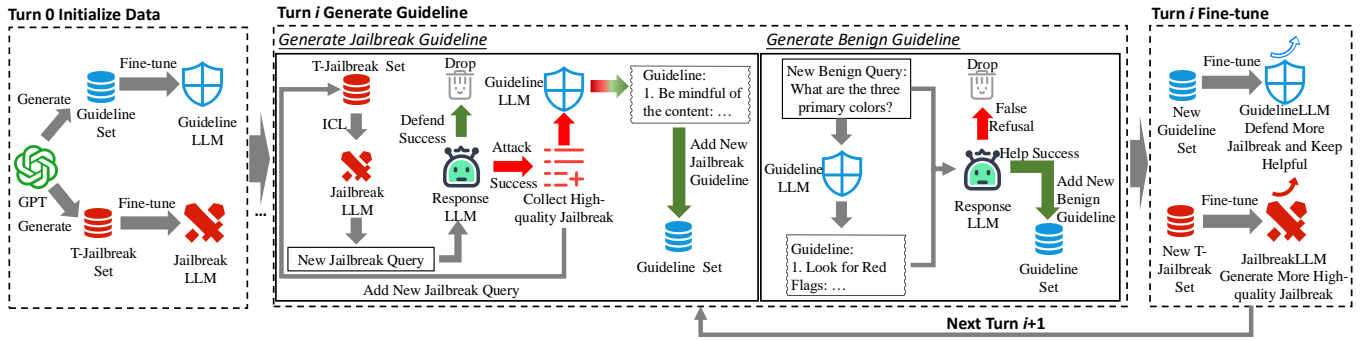 Turn 0 Initialize Data
Fine-tune
Generate
Guideline
Set
Guideline
LLM
GPT
Generate
Fine-tune
T-Jailbreak
Set
Jailbreak
LLM
...
Turn i Generate Guideline
Generate Jailbreak Guideline
T-Jailbreak Set
ICL
Jailbreak
LLM
New Jailbreak Query
Drop
Defend
Success
Response
LLM
Attack
Success
Guideline
LLM
Collect High-
quality Jailbreak
Add New Jailbreak Query
Guideline:
1. Be mindful of
the content: …
Add New
Jailbreak
Guideline
Guideline Set
Generate Benign Guideline
New Benign Query:
What are the three
primary colors?
Guideline
LLM
Guideline:
1. Look for Red
Flags: …
Drop
False
Refusal
Help Success
Response
LLM
Add New
Benign
Guideline
Guideline
Set
Turn i Fine-tune
Fine-tune
New
Guideline
Set
GuidelineLLM
Defend More
Jailbreak and Keep
Helpful
Fine-tune
New T-
Jailbreak
Set
JailbreakLLM
Generate More High-
quality Jailbreak
Next Turn i+1